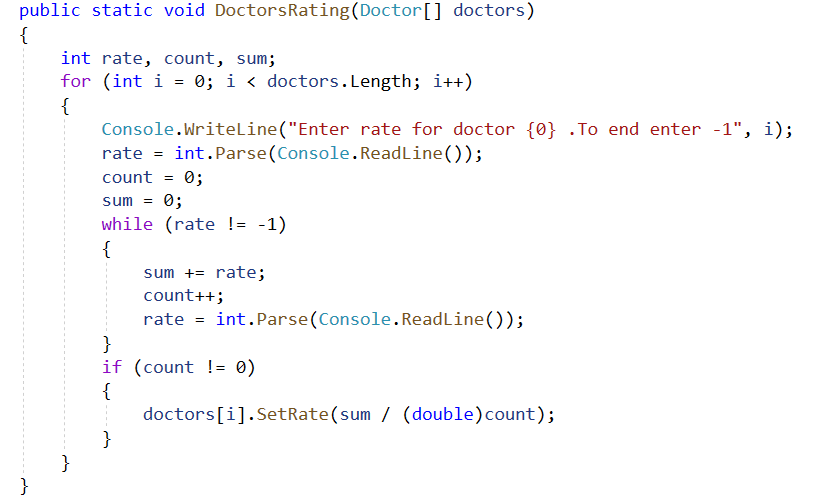 public static void DoctorsRating(Doctor[] doctors)
{
    int rate, count, sum;
    for (int i = 0; i < doctors.Length; i++)
    {
        Console.WriteLine("Enter rate for doctor {0} .To end enter -1", i);
        rate = int.Parse(Console.ReadLine());
        count = 0;
        sum = 0;
        while (rate != -1)
        {
            sum += rate;
            count++;
            rate = int.Parse(Console.ReadLine());
        }
        if (count != 0)
        {
            doctors[i].SetRate(sum / (double)count);
        }
    }
}